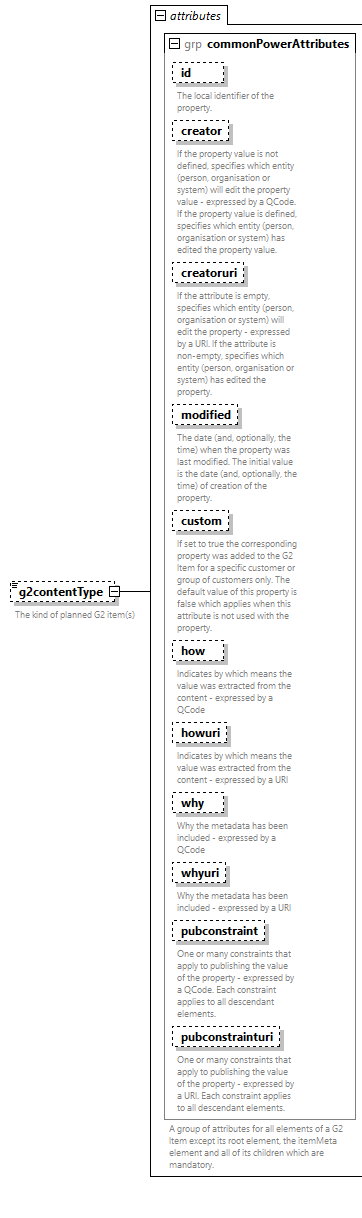 attributes
grp commonPowerAttributes
id
The local identifier of the
property.
creator
If the property value is not
defined, specifies which entity
(person, organisation or
system) will edit the property
value - expressed by a QCode.
If the property value is defined,
specifies which entity (person,
organisation or system) has
edited the property value.
creatoruri
If the attribute is empty,
specifies which entity (person,
organisation or system) will
edit the property - expressed
by a URI. If the attribute is
non-empty, specifies which
entity (person, organisation or
system) has edited the
property.
modified
The date (and, optionally, the
time) when the property was
last modified. The initial value
is the date (and, optionally, the
time) of creation of the
property.
custom
If set to true the corresponding
property was added to the G2
Item for a specific customer or
group of customers only. The
default value of this property is
false which applies when this
attribute is not used with the
property.
g2contentType
The kind of planned G2 item(s)
how
Indicates by which means the
value was extracted from the
content - expressed by a
QCode
howuri
Indicates by which means the
value was extracted from the
content - expressed by a URI
why
Why the metadata has been
included - expressed by a
QCode
whyuri
Why the metadata has been
included - expressed by a URI
pubconstraint
One or many constraints that
apply to publishing the value
of the property - expressed by
a QCode. Each constraint
applies to all descendant
elements.
pubconstrainturi
One or many constraints that
apply to publishing the value
of the property - expressed by
a URI. Each constraint applies
to all descendant elements.
A group of attributes for all elements of a G2
Item except its root element, the itemMeta
element and all of its children which are
mandatory.